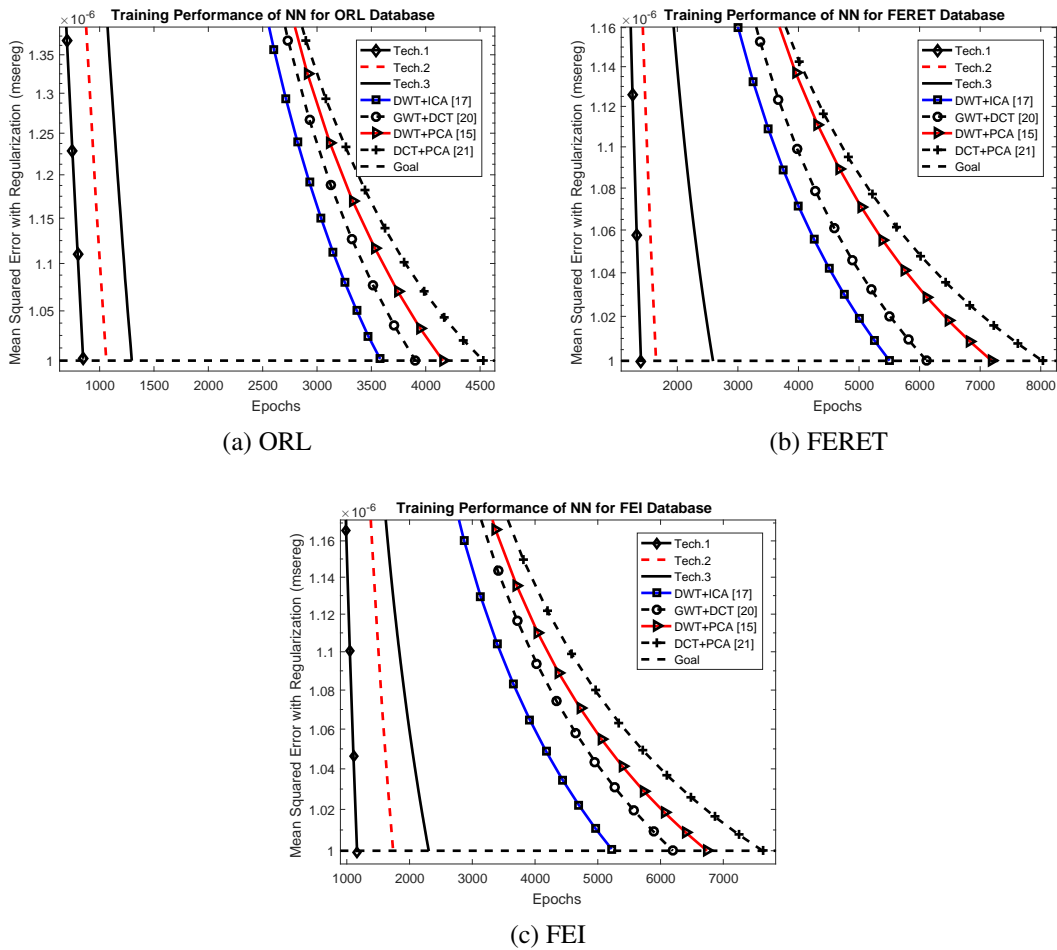 Training Performance of NN for ORL Database
×10^-6
Mean Squared Error with Regularization (msereg)
1.35
1.3
1.25
1.2
1.15
1.1
1.05
1
1000 1500 2000 2500 3000 3500 4000 4500
Epochs
Tech.1
Tech.2
Tech.3
DWT+ICA [17]
GWT+DCT [20]
DWT+PCA [15]
DCT+PCA [21]
Goal
(a) ORL
Training Performance of NN for FERET Database
×10^-6
Mean Squared Error with Regularization (msereg)
1.16
1.14
1.12
1.1
1.08
1.06
1.04
1.02
1
2000 3000 4000 5000 6000 7000 8000
Epochs
Tech.1
Tech.2
Tech.3
DWT+ICA [17]
GWT+DCT [20]
DWT+PCA [15]
DCT+PCA [21]
Goal
(b) FERET
Training Performance of NN for FEI Database
×10^-6
Mean Squared Error with Regularization (msereg)
1.16
1.14
1.12
1.1
1.08
1.06
1.04
1.02
1
1000 2000 3000 4000 5000 6000 7000
Epochs
Tech.1
Tech.2
Tech.3
DWT+ICA [17]
GWT+DCT [20]
DWT+PCA [15]
DCT+PCA [21]
Goal
(c) FEI